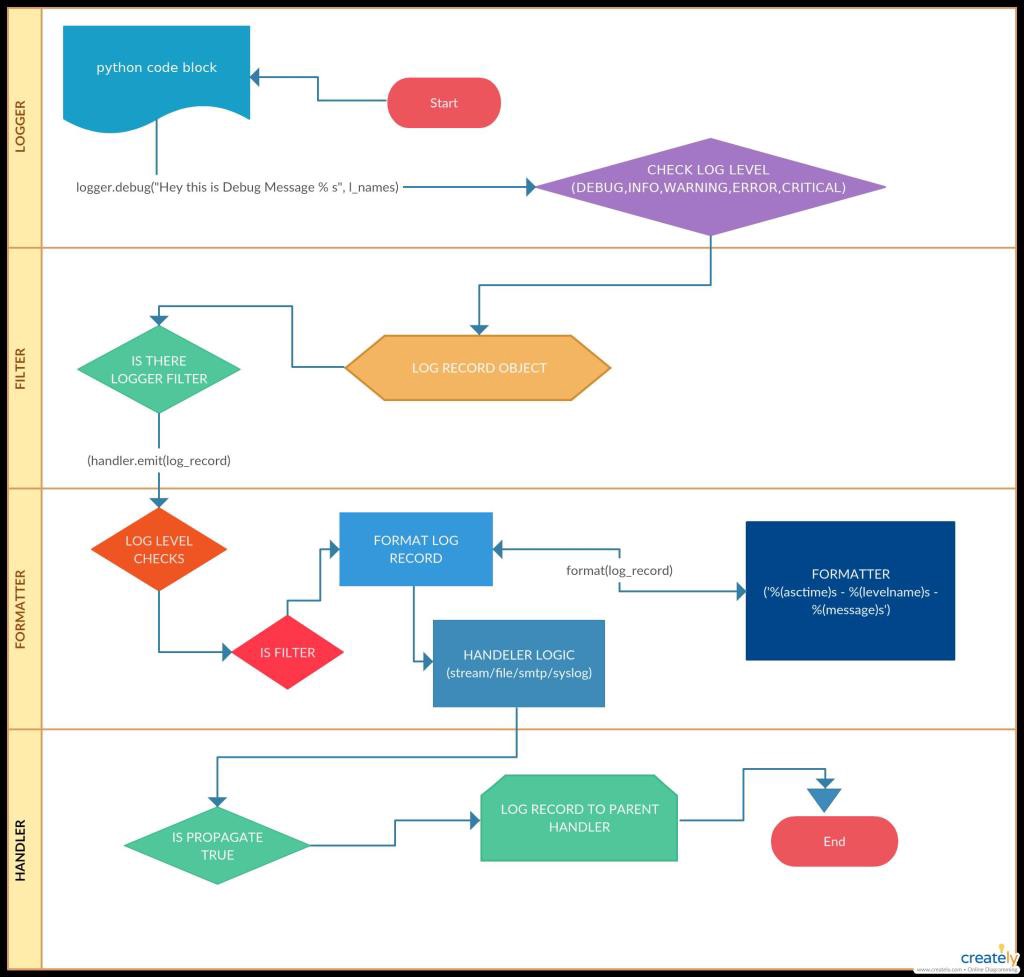 LOGGER
python code block
Start
logger.debug("Hey this is Debug Message % s", l_names)
CHECK LOG LEVEL
(DEBUG,INFO,WARNING,ERROR,CRITICAL)
FILTER
IS THERE
LOGGER FILTER
LOG RECORD OBJECT
(handler.emit(log_record)
FORMATTER
LOG LEVEL
CHECKS
IS FILTER
FORMAT LOG
RECORD
format(log_record)
FORMATTER
('%(asctime)s - %(levelname)s -
%(message)s')
HANDELER LOGIC
(stream/file/smtp/syslog)
HANDLER
IS PROPAGATE
TRUE
LOG RECORD TO PARENT
HANDLER
End
creately
www.creately.com • Online Diagramming